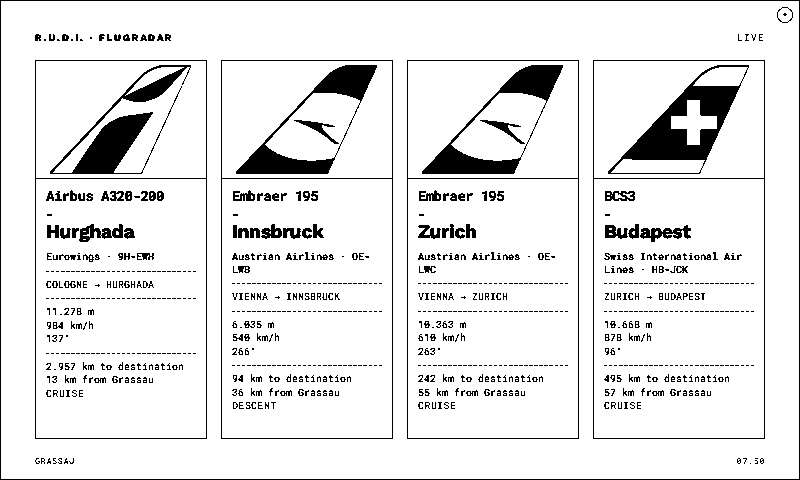 R.U.D.I. · FLUGRADAR
LIVE
Airbus A320-200
-
Hurghada
Eurowings · 9H-EWX
COLOGNE → HURGHADA
11.278 m
984 km/h
137°
2.957 km to destination
13 km from Grassau
CRUISE
Embraer 195
-
Innsbruck
Austrian Airlines · OE-
LWB
VIENNA → INNSBRUCK
6.035 m
540 km/h
266°
94 km to destination
36 km from Grassau
DESCENT
Embraer 195
-
Zurich
Austrian Airlines · OE-
LWC
VIENNA → ZURICH
10.363 m
610 km/h
263°
242 km to destination
55 km from Grassau
CRUISE
BCS3
-
Budapest
Swiss International Air
Lines · HB-JCK
ZURICH → BUDAPEST
10.668 m
878 km/h
96°
495 km to destination
57 km from Grassau
CRUISE
GRASSAU
07.50